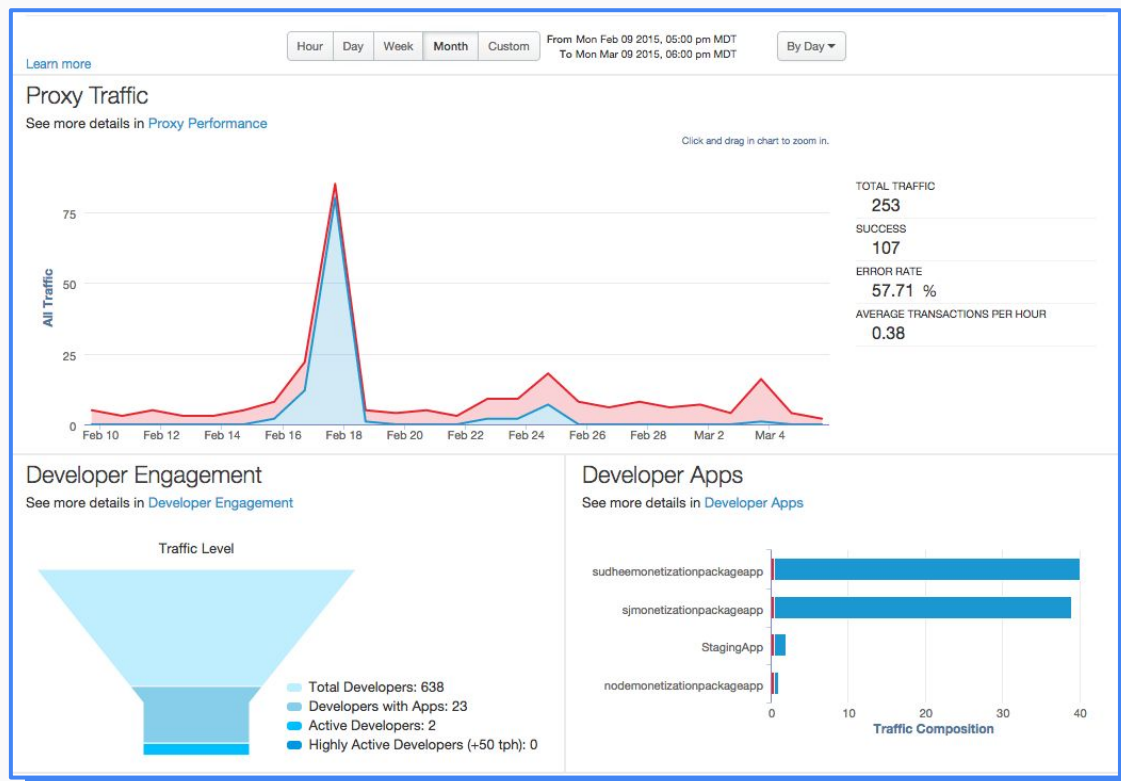 Learn more
Hour Day Week Month Custom
From Mon Feb 09 2015, 05:00 pm MDT
To Mon Mar 09 2015, 06:00 pm MDT
By Day
Proxy Traffic
See more details in Proxy Performance
Click and drag in chart to zoom in.
All Traffic
75
50
25
0
Feb 10 Feb 12 Feb 14 Feb 16 Feb 18 Feb 20 Feb 22 Feb 24 Feb 26 Feb 28 Mar 2 Mar 4
TOTAL TRAFFIC
253
SUCCESS
107
ERROR RATE
57.71 %
AVERAGE TRANSACTIONS PER HOUR
0.38
Developer Engagement
See more details in Developer Engagement
Traffic Level
Total Developers: 638
Developers with Apps: 23
Active Developers: 2
Highly Active Developers (+50 tph): 0
Developer Apps
See more details in Developer Apps
sudheemonetizationpackageapp
sjmonetizationpackageapp
StagingApp
nodemonetizationpackageapp
0 10 20 30 40
Traffic Composition